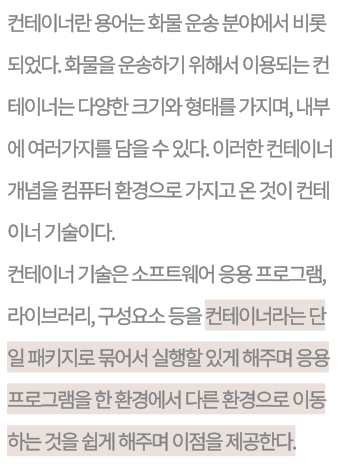 컨테이너란 용어는 화물 운송 분야에서 비롯
되었다. 화물을 운송하기 위해서 이용되는 컨
테이너는 다양한 크기와 형태를 가지며, 내부
에 여러가지를 담을 수 있다. 이러한 컨테이너
개념을 컴퓨터 환경으로 가지고 온 것이 컨테
이너 기술이다.
컨테이너 기술은 소프트웨어 응용 프로그램,
라이브러리, 구성요소 등을 컨테이너라는 단
일 패키지로 묶어서 실행할 있게 해주며 응용
프로그램을 한 환경에서 다른 환경으로 이동
하는 것을 쉽게 해주며 이점을 제공한다.